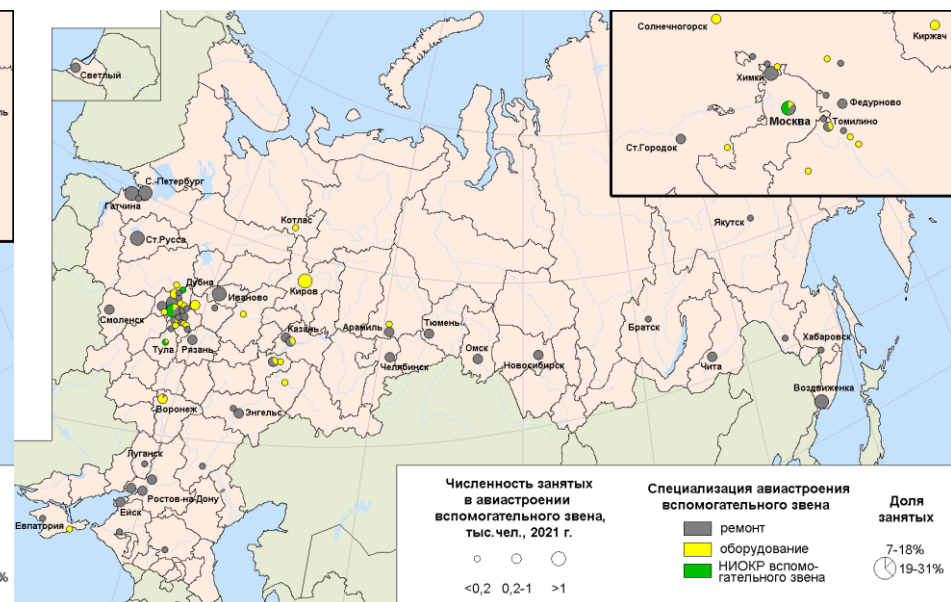 Светлый
ль
Солнечногорск
Киржач
Химки
Федурново
Москва
Томилино
Ст.Городок
С.-Петербург
Гатчина
Ст.Русса
Котлас
Якутск
Дубна
Иваново
Киров
Смоленск
Казань
Арамиль
Тюмень
Братск
Хабаровск
Тула
Рязань
Челябинск
Омск
Новосибирск
Чита
Воздвиженка
Воронеж
Энгельс
Луганск
Ростов-на-Дону
Ейск
Евпатория
%
Численность занятых
в авиастроении
вспомогательного звена,
тыс. чел., 2021 г.
<0,2 0,2-1 >1
Специализация авиастроения
вспомогательного звена
ремонт
оборудование
НИОКР вспомо-
гательного звена
Доля
занятых
7-18%
19-31%